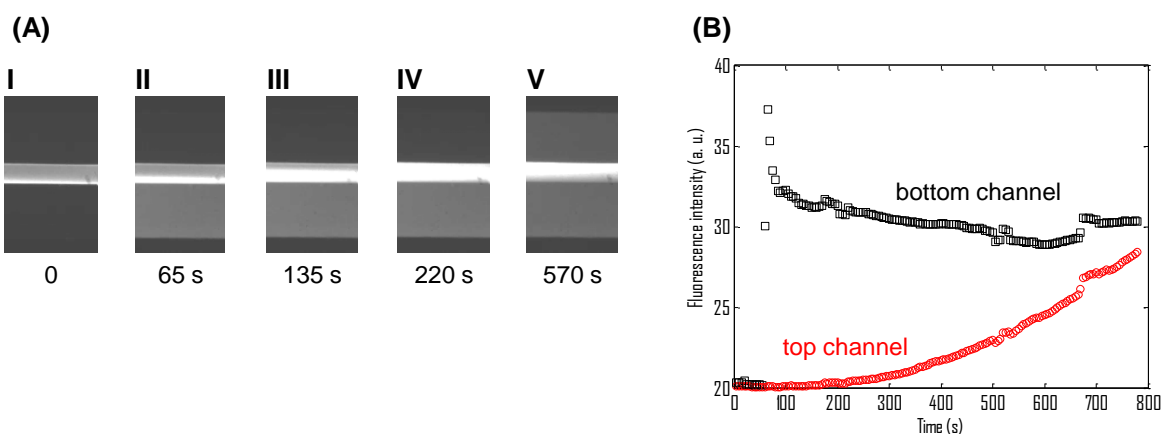 (A)
I II III IV V
0 65 s 135 s 220 s 570 s
(B)
40
35
30
25
20
Fluorescence intensity (a. u.)
bottom channel
top channel
0 100 200 300 400 500 600 700 800
Time (s)